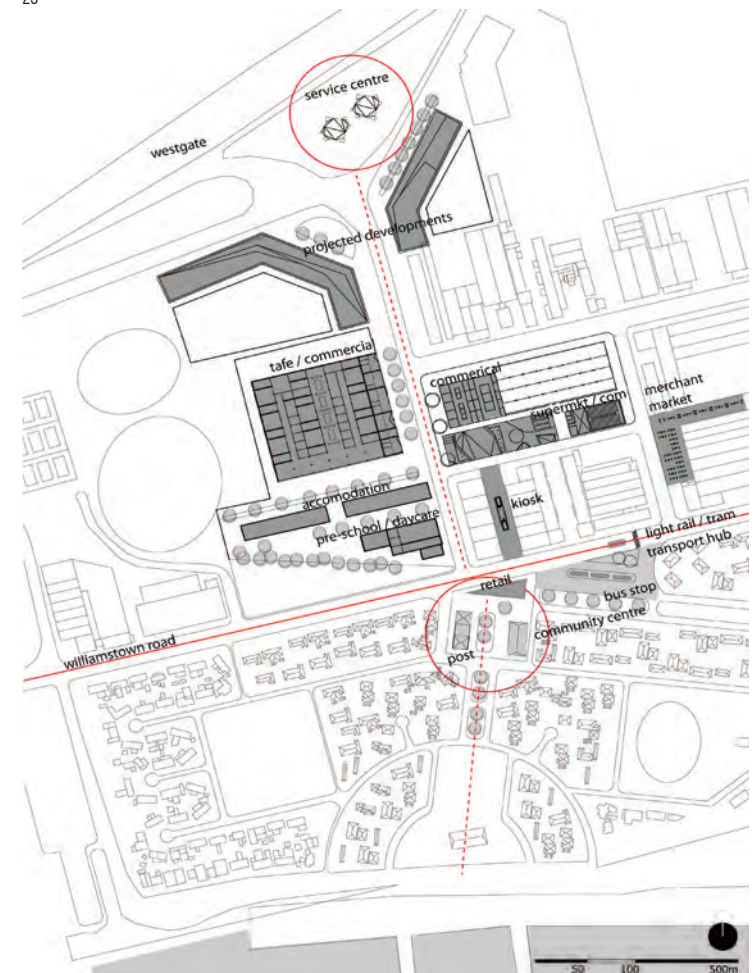 20
service centre
westgate
projected developments
tafe / commercial
commerical
supermkt / com
merchant
market
accomodation
kiosk
pre-school / daycare
light rail / tram
transport hub
retail
bus stop
community centre
williamstown road
post
50 100 500m